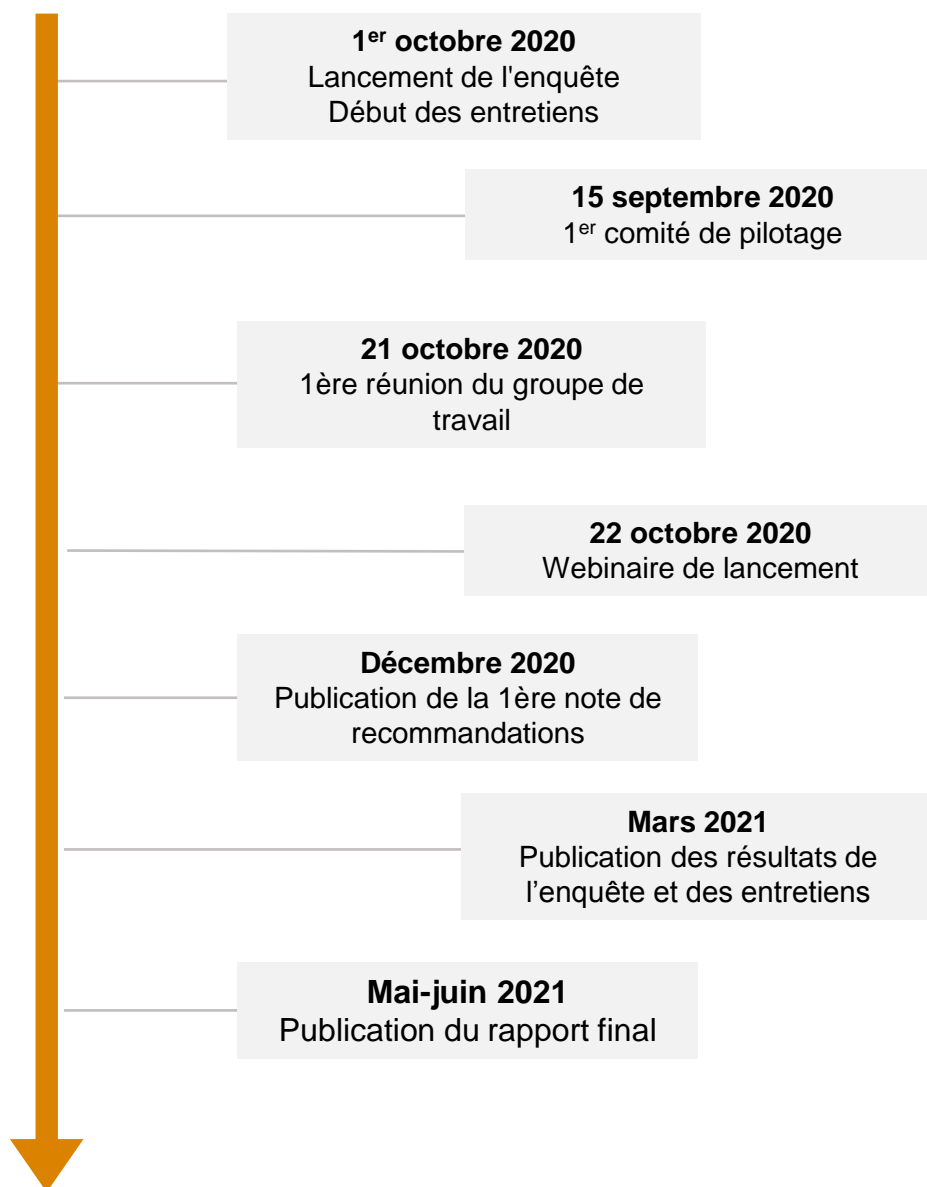 1er octobre 2020
Lancement de l'enquête
Début des entretiens
15 septembre 2020
1er comité de pilotage
21 octobre 2020
1ère réunion du groupe de
travail
22 octobre 2020
Webinaire de lancement
Décembre 2020
Publication de la 1ère note de
recommandations
Mars 2021
Publication des résultats de
l’enquête et des entretiens
Mai-juin 2021
Publication du rapport final